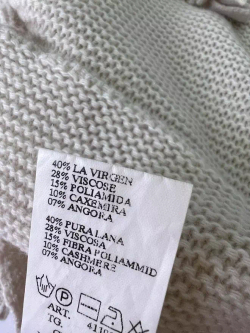 40% LA VIRGEN
28% VISCOSE
15% POLIAMIDA
10% CAXEMIRA
07% ANGORA
40% PURA LANA
28% VISCOSA
15% FIBRA POLIAMMID
10% CASHMERE
07% ANGORA
P
ART.
TG.